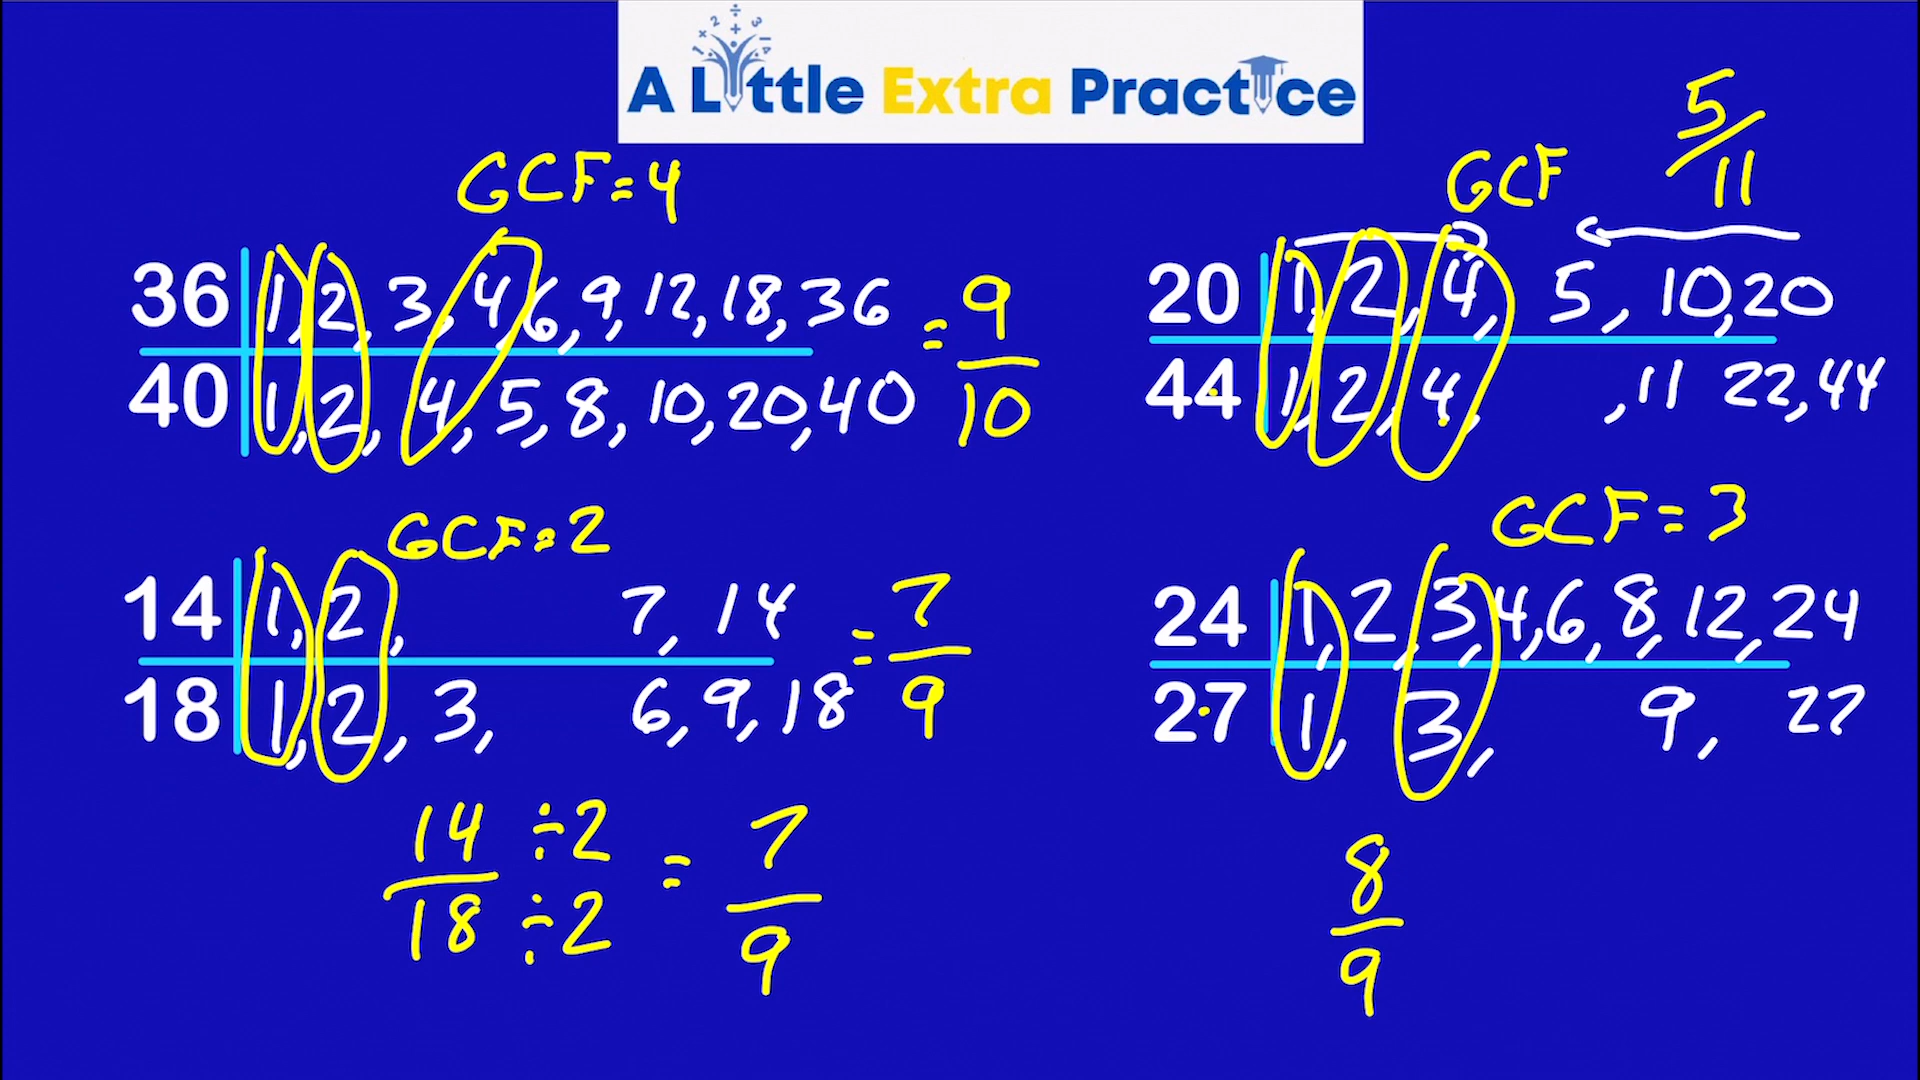 A Little Extra Practice
GCF=4
36 1, 2, 3, 4, 6, 9, 12, 18, 36
40 1, 2, 4, 5, 8, 10, 20, 40
= 9/10
GCF
5/11
20 1, 2, 4, 5, 10, 20
44 1, 2, 4, , 11 22, 44
GCF=2
14 1, 2, 7, 14
18 1, 2, 3, 6, 9, 18
= 7/9
14 ÷2 = 7
18 ÷2 9
GCF=3
24 1, 2, 3, 4, 6, 8, 12, 24
27 1, 3, 9, 27
8
9